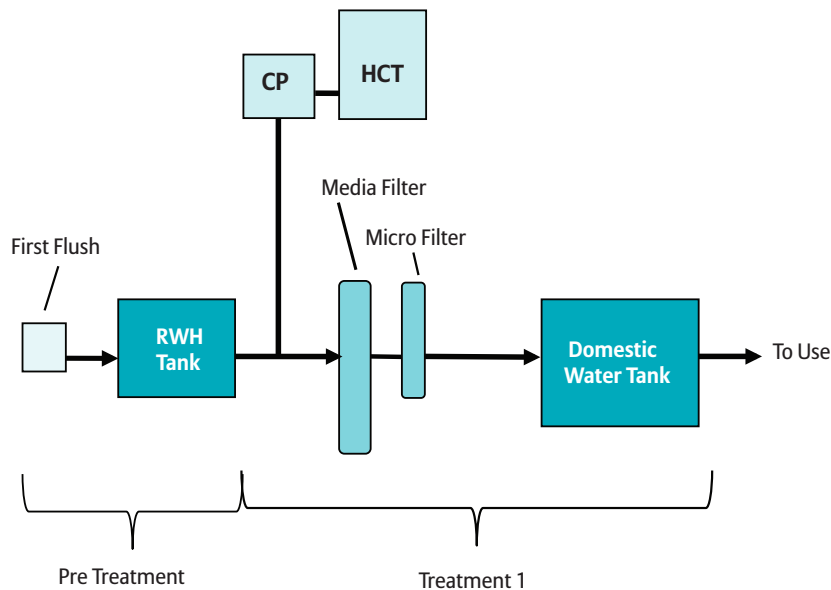 CP
HCT
Media Filter
Micro Filter
First Flush
RWH
Tank
Domestic
Water Tank
To Use
Pre Treatment
Treatment 1